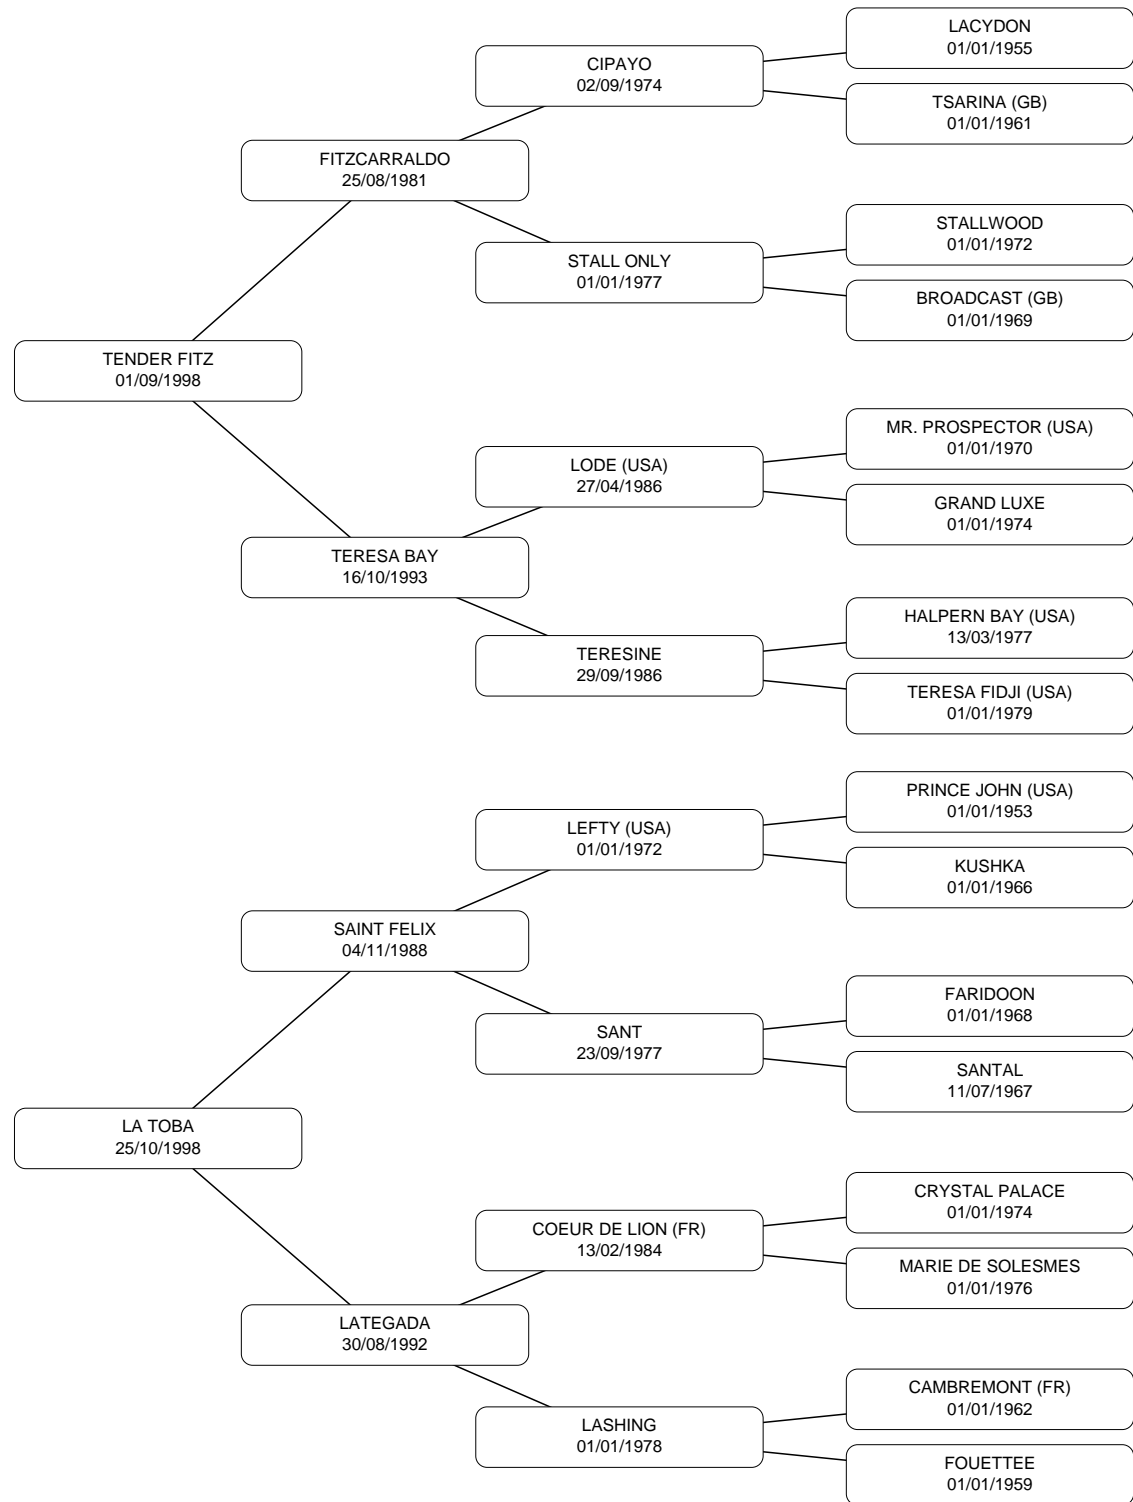 LACYDON
01/01/1955
CIPAYO
02/09/1974
TSARINA (GB)
01/01/1961
FITZCARRALDO
25/08/1981
STALLWOOD
01/01/1972
STALL ONLY
01/01/1977
BROADCAST (GB)
01/01/1969
TENDER FITZ
01/09/1998
MR. PROSPECTOR (USA)
01/01/1970
LODE (USA)
27/04/1986
GRAND LUXE
01/01/1974
TERESA BAY
16/10/1993
HALPERN BAY (USA)
13/03/1977
TERESINE
29/09/1986
TERESA FIDJI (USA)
01/01/1979
PRINCE JOHN (USA)
01/01/1953
LEFTY (USA)
01/01/1972
KUSHKA
01/01/1966
SAINT FELIX
04/11/1988
FARIDOON
01/01/1968
SANT
23/09/1977
SANTAL
11/07/1967
LA TOBA
25/10/1998
CRYSTAL PALACE
01/01/1974
COEUR DE LION (FR)
13/02/1984
MARIE DE SOLESMES
01/01/1976
LATEGADA
30/08/1992
CAMBREMONT (FR)
01/01/1962
LASHING
01/01/1978
FOUETTEE
01/01/1959